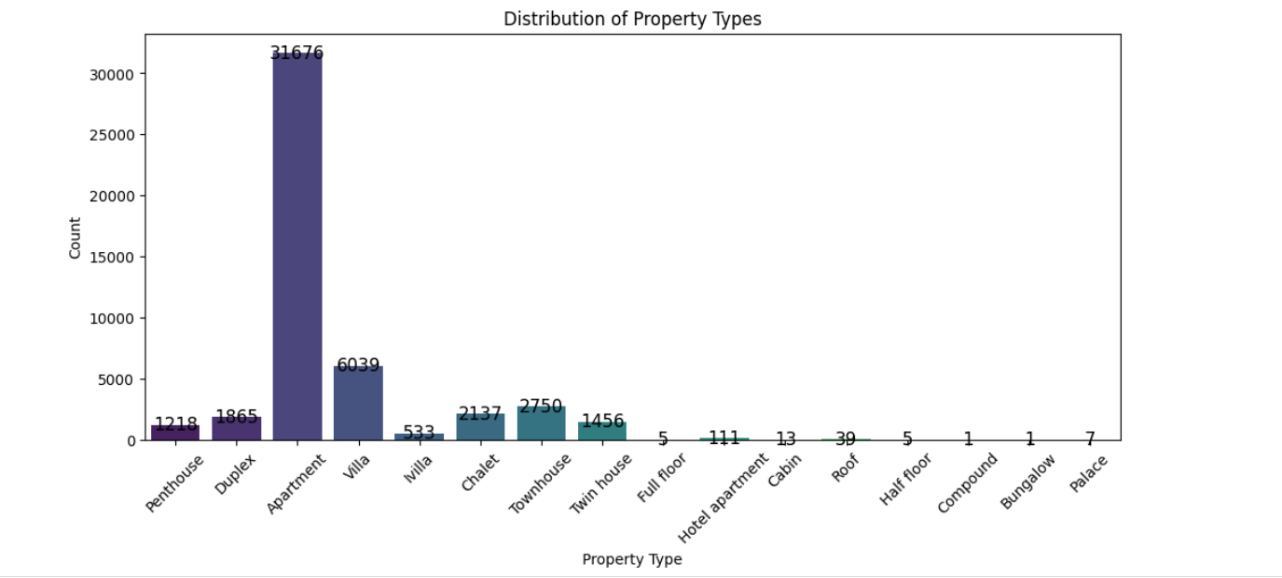 Distribution of Property Types
Count
30000
25000
20000
15000
10000
5000
0
1218
1865
31676
6039
533
2137
2750
1456
5
111
13
39
5
1
1
7
Penthouse
Duplex
Apartment
Villa
Ivilla
Chalet
Townhouse
Twin house
Full floor
Hotel apartment
Cabin
Roof
Half floor
Compound
Bungalow
Palace
Property Type